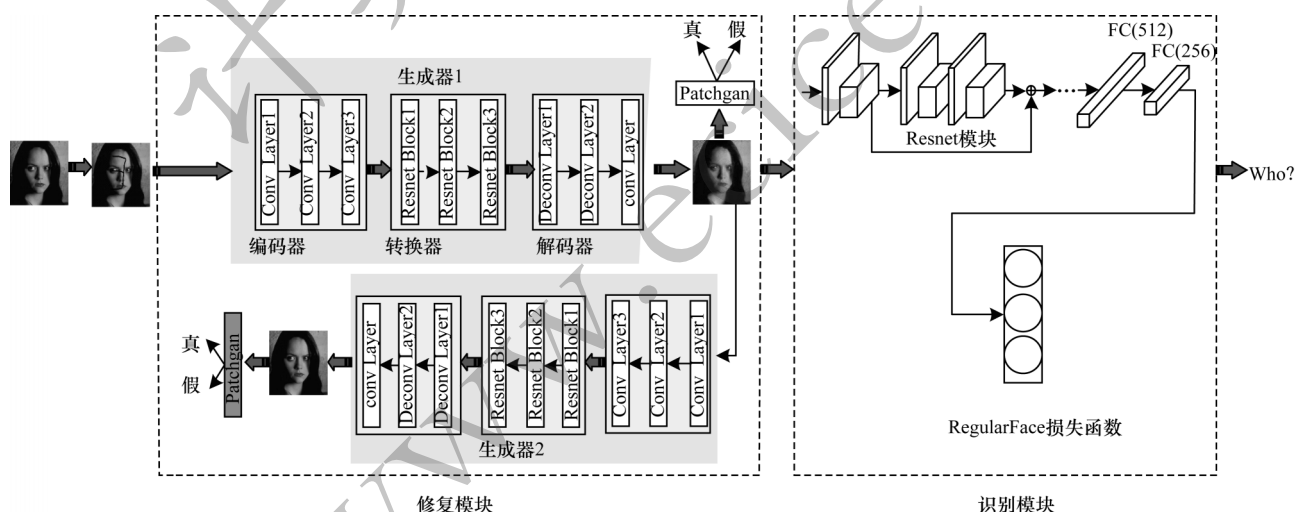 真 假
Patchgan
生成器1
Conv Layer1
Conv Layer2
Conv Layer3
Resnet Block1
Resnet Block2
Resnet Block3
Deconv Layer1
Deconv Layer2
conv Layer
编码器
转换器
解码器
真
假
Patchgan
conv Layer
Deconv Layer2
Deconv Layer1
Resnet Block3
Resnet Block2
Resnet Block1
Conv Layer3
Conv Layer2
Conv Layer1
生成器2
修复模块
FC(512)
FC(256)
Resnet模块
Who?
RegularFace损失函数
识别模块